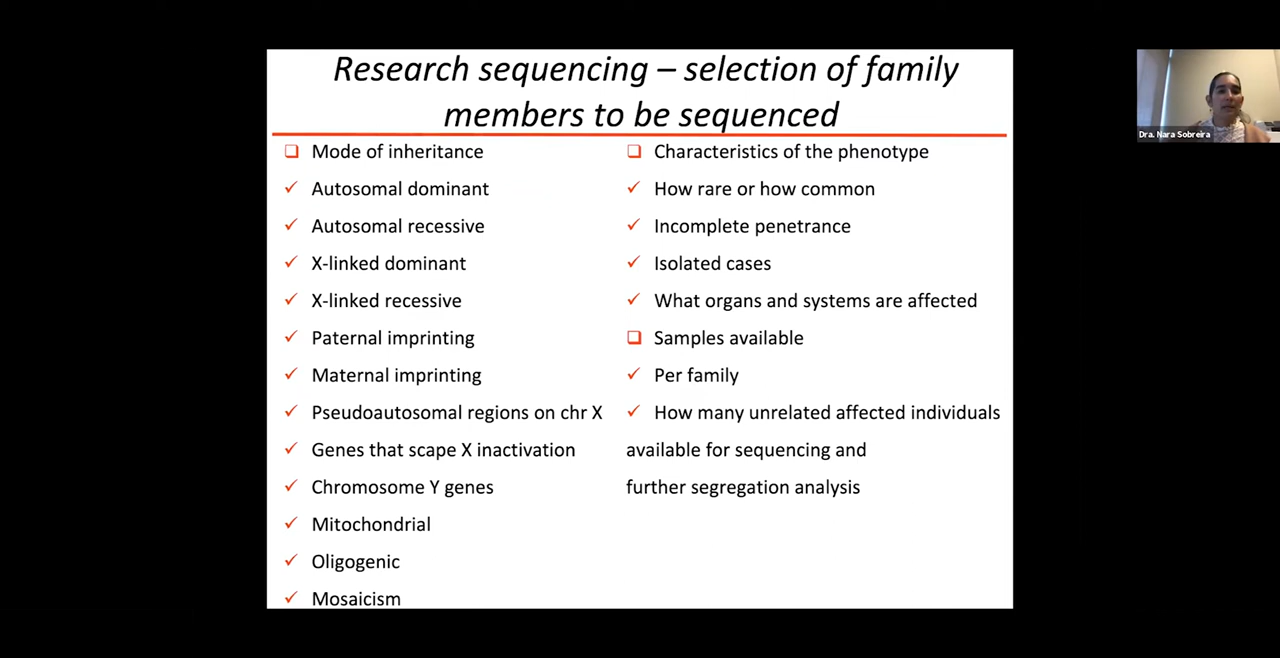 Research sequencing – selection of family
members to be sequenced
❑ Mode of inheritance
✓ Autosomal dominant
✓ Autosomal recessive
✓ X-linked dominant
✓ X-linked recessive
✓ Paternal imprinting
✓ Maternal imprinting
✓ Pseudoautosomal regions on chr X
✓ Genes that scape X inactivation
✓ Chromosome Y genes
✓ Mitochondrial
✓ Oligogenic
✓ Mosaicism
❑ Characteristics of the phenotype
✓ How rare or how common
✓ Incomplete penetrance
✓ Isolated cases
✓ What organs and systems are affected
❑ Samples available
✓ Per family
✓ How many unrelated affected individuals
available for sequencing and
further segregation analysis
Dra. Nara Sobreira